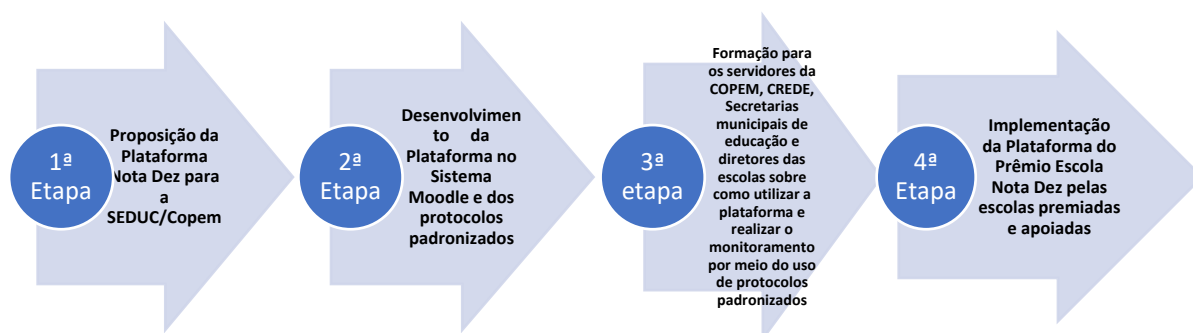 1ª
Etapa
Proposição da
Plataforma
Nota Dez para
a
SEDUC/Copem
2ª
Etapa
Desenvolvimen
to da
Plataforma no
Sistema
Moodle e dos
protocolos
padronizados
3ª
etapa
Formação para
os servidores da
COPEM, CREDE,
Secretarias
municipais de
educação e
diretores das
escolas sobre
como utilizar a
plataforma e
realizar o
monitoramento
por meio do uso
de protocolos
padronizados
4ª
Etapa
Implementação
da Plataforma do
Prêmio Escola
Nota Dez pelas
escolas premiadas
e apoiadas